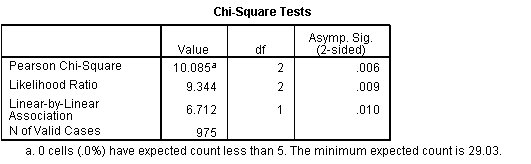 Chi-Square Tests
Value df Asymp. Sig. (2-sided)
Pearson Chi-Square 10.085a 2 .006
Likelihood Ratio 9.344 2 .009
Linear-by-Linear Association 6.712 1 .010
N of Valid Cases 975
a. 0 cells (.0%) have expected count less than 5. The minimum expected count is 29.03.